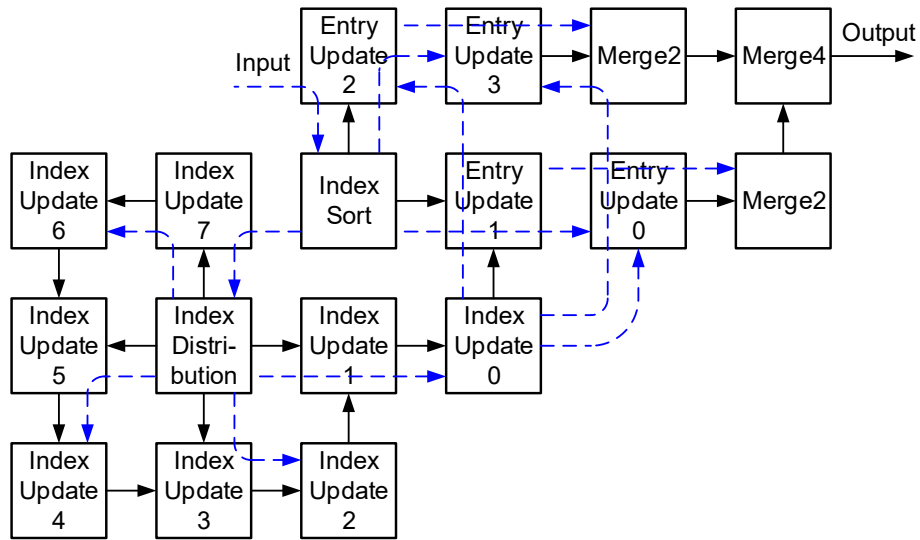 Input
Entry
Update
2
Entry
Update
3
Merge2
Merge4
Output
Index
Update
6
Index
Update
7
Index
Sort
Entry
Update
1
Entry
Update
0
Merge2
Index
Update
5
Index
Distri-
bution
Index
Update
1
Index
Update
0
Index
Update
4
Index
Update
3
Index
Update
2